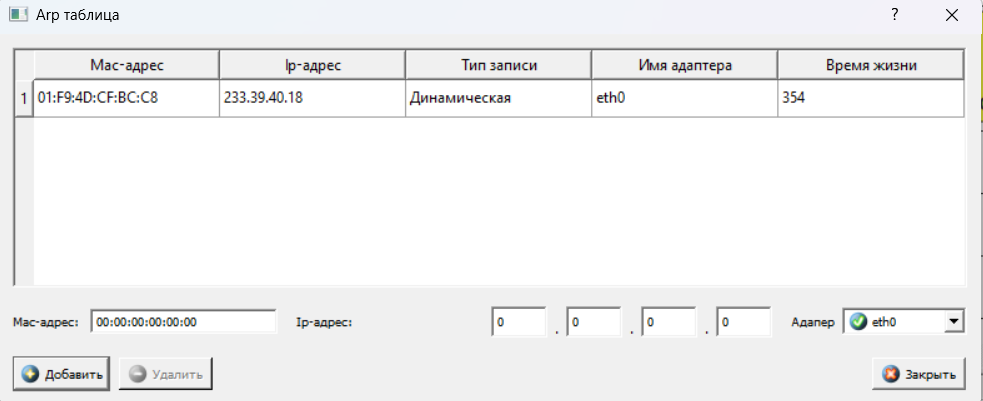 Arp таблица ?
Mac-адрес Ip-адрес Тип записи Имя адаптера Время жизни
1 01:F9:4D:CF:BC:C8 233.39.40.18 Динамическая eth0 354
Mac-адрес: 00:00:00:00:00:00 Ip-адрес: 0 . 0 . 0 . 0 Адапер eth0
Добавить Удалить Закрыть